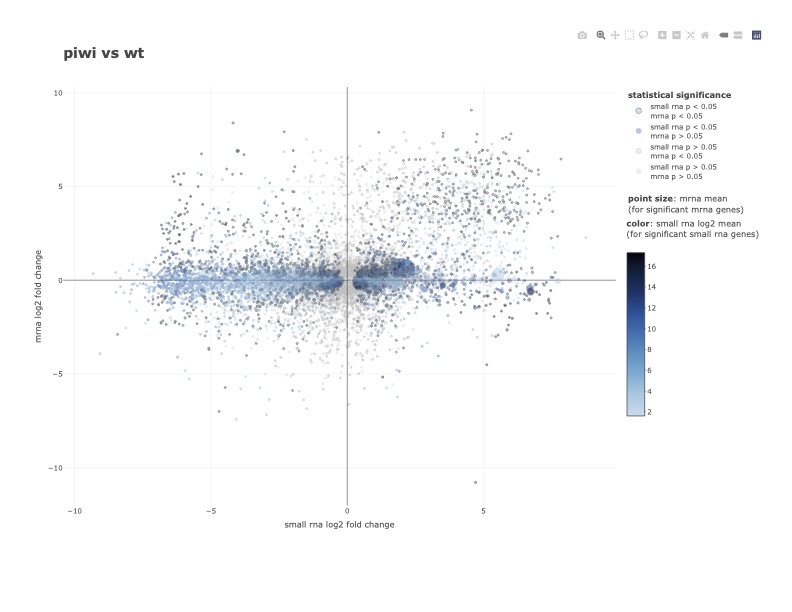 piwi vs wt
10
5
0
−5
−10
mrna log2 fold change
−10
−5
0
5
small rna log2 fold change
statistical significance
small rna p < 0.05
mrna p < 0.05
small rna p < 0.05
mrna p > 0.05
small rna p > 0.05
mrna p < 0.05
small rna p > 0.05
mrna p > 0.05
point size: mrna mean
(for significant mrna genes)
color: small rna log2 mean
(for significant small rna genes)
16
14
12
10
8
6
4
2